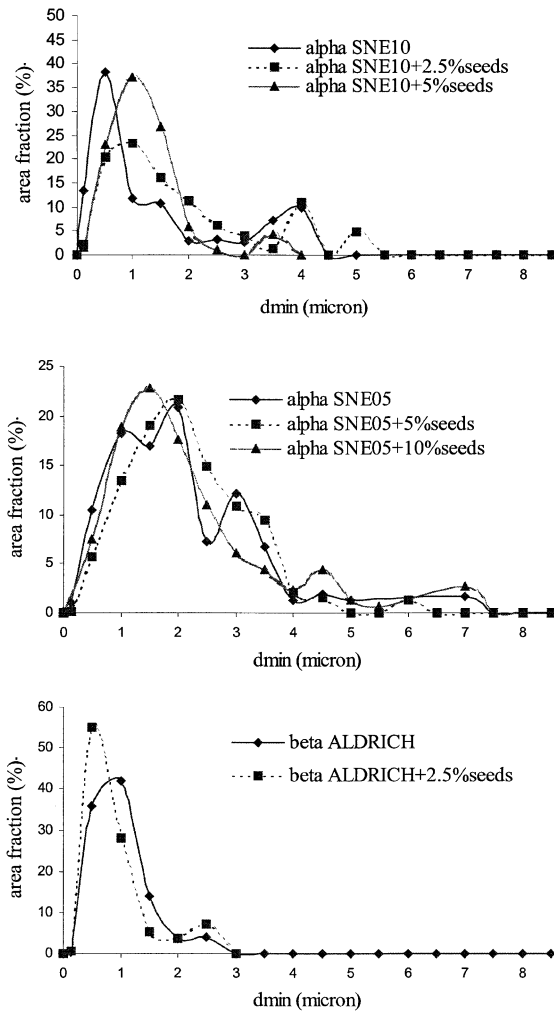 50
45
40
35
30
25
20
15
10
5
0
area fraction (%)·
alpha SNE10
alpha SNE10+2.5%seeds
alpha SNE10+5%seeds
0 1 2 3 4 5 6 7 8
dmin (micron)
25
20
15
10
5
0
area fraction (%)·
alpha SNE05
alpha SNE05+5%seeds
alpha SNE05+10%seeds
0 1 2 3 4 5 6 7 8
dmin (micron)
60
50
40
30
20
10
0
area fraction (%)·
beta ALDRICH
beta ALDRICH+2.5%seeds
0 1 2 3 4 5 6 7 8
dmin (micron)